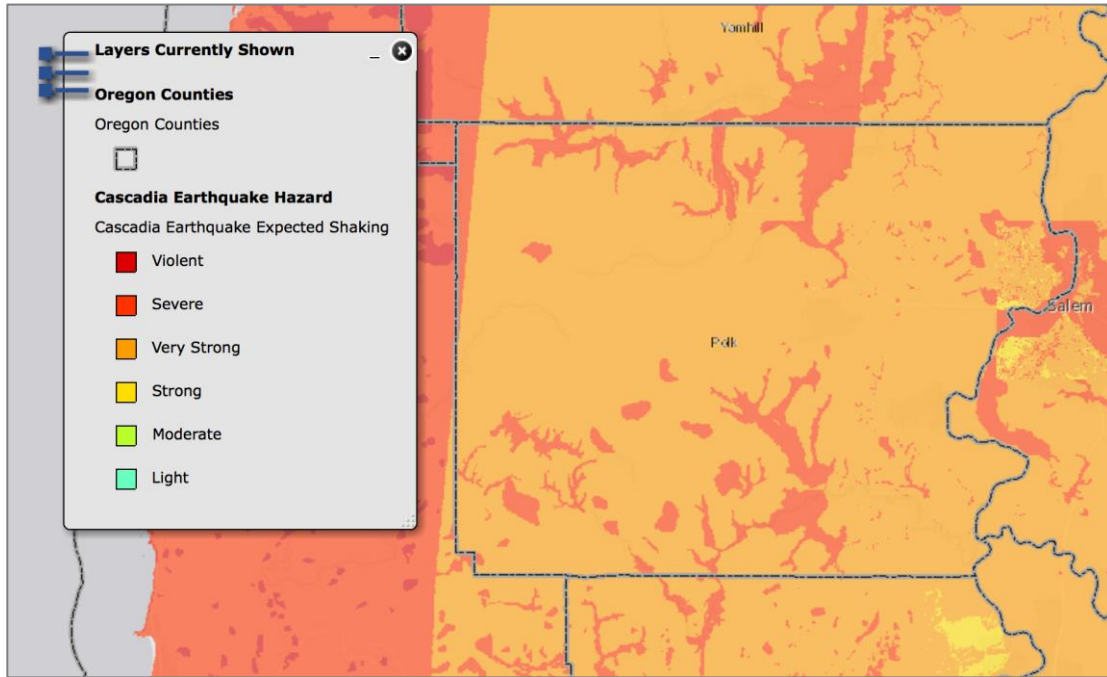 Layers Currently Shown
Oregon Counties
Oregon Counties
Cascadia Earthquake Hazard
Cascadia Earthquake Expected Shaking
Violent
Severe
Very Strong
Strong
Moderate
Light
Yamhill
Salem
Polk